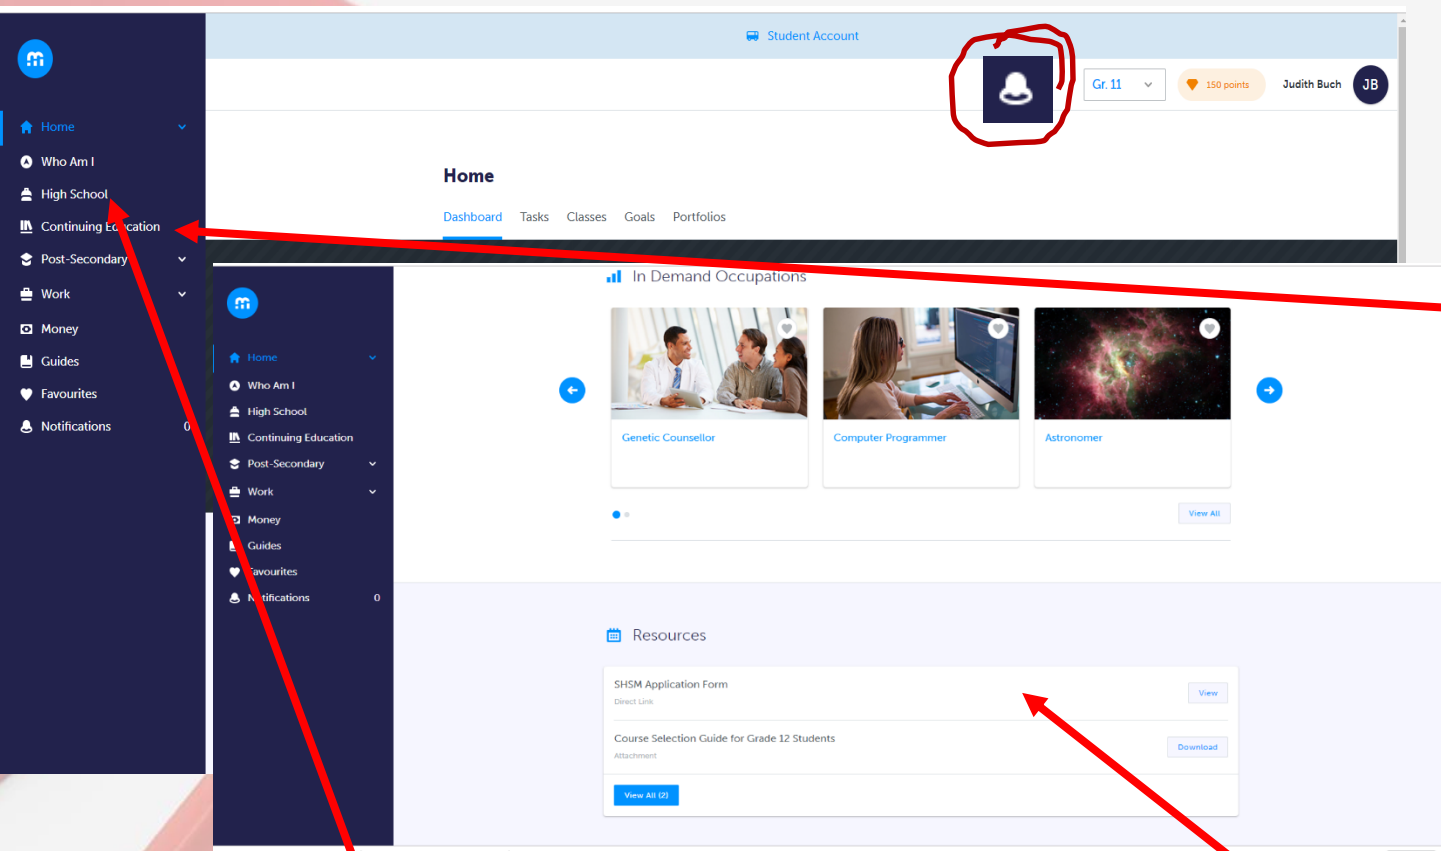 m
Student Account
Gr. 11
150 points
Judith Buch
JB
Home
Who Am I
High School
Continuing Education
Post-Secondary
Work
Money
Guides
Favourites
Notifications 0
Home
Dashboard Tasks Classes Goals Portfolios
m
Home
Who Am I
High School
Continuing Education
Post-Secondary
Work
Money
Guides
Favourites
Notifications 0
In Demand Occupations
Genetic Counsellor
Computer Programmer
Astronomer
View All
Resources
SHSM Application Form
Direct Link
View
Course Selection Guide for Grade 12 Students
Attachment
Download
View All (2)